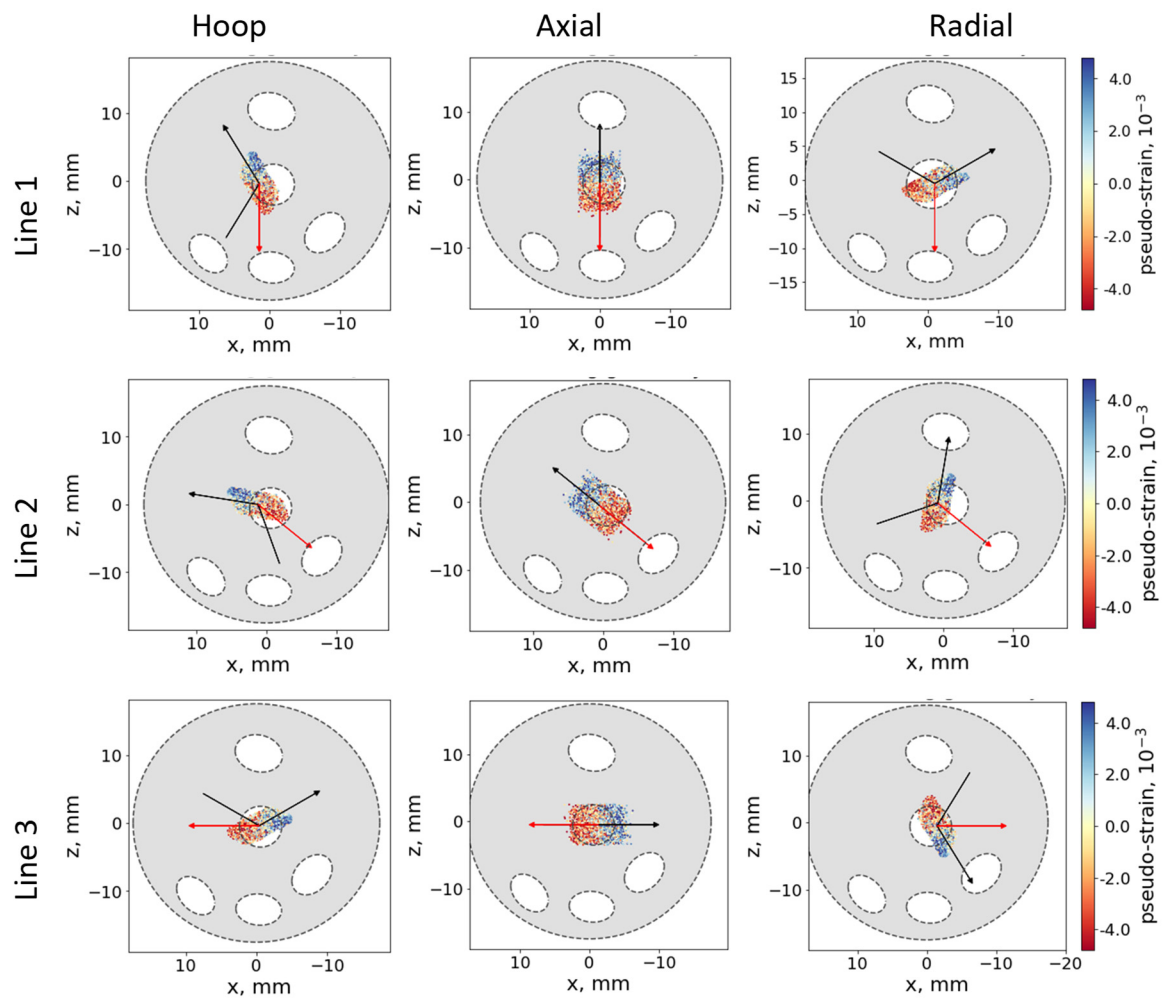 Hoop Axial Radial
Line 1
z, mm
10
0
−10
10 0 −10
x, mm
z, mm
10
0
−10
10 0 −10
x, mm
z, mm
15
10
5
0
−5
−10
−15
10 0 −10
x, mm
4.0
2.0
0.0
−2.0
−4.0
pseudo-strain, 10⁻³
Line 2
z, mm
10
0
−10
10 0 −10
x, mm
z, mm
10
0
−10
10 0 −10
x, mm
z, mm
10
0
−10
10 0 −10
x, mm
4.0
2.0
0.0
−2.0
−4.0
pseudo-strain, 10⁻³
Line 3
z, mm
10
0
−10
10 0 −10
x, mm
z, mm
10
0
−10
10 0 −10
x, mm
z, mm
10
0
−10
10 0 −10 −20
x, mm
4.0
2.0
0.0
−2.0
−4.0
pseudo-strain, 10⁻³